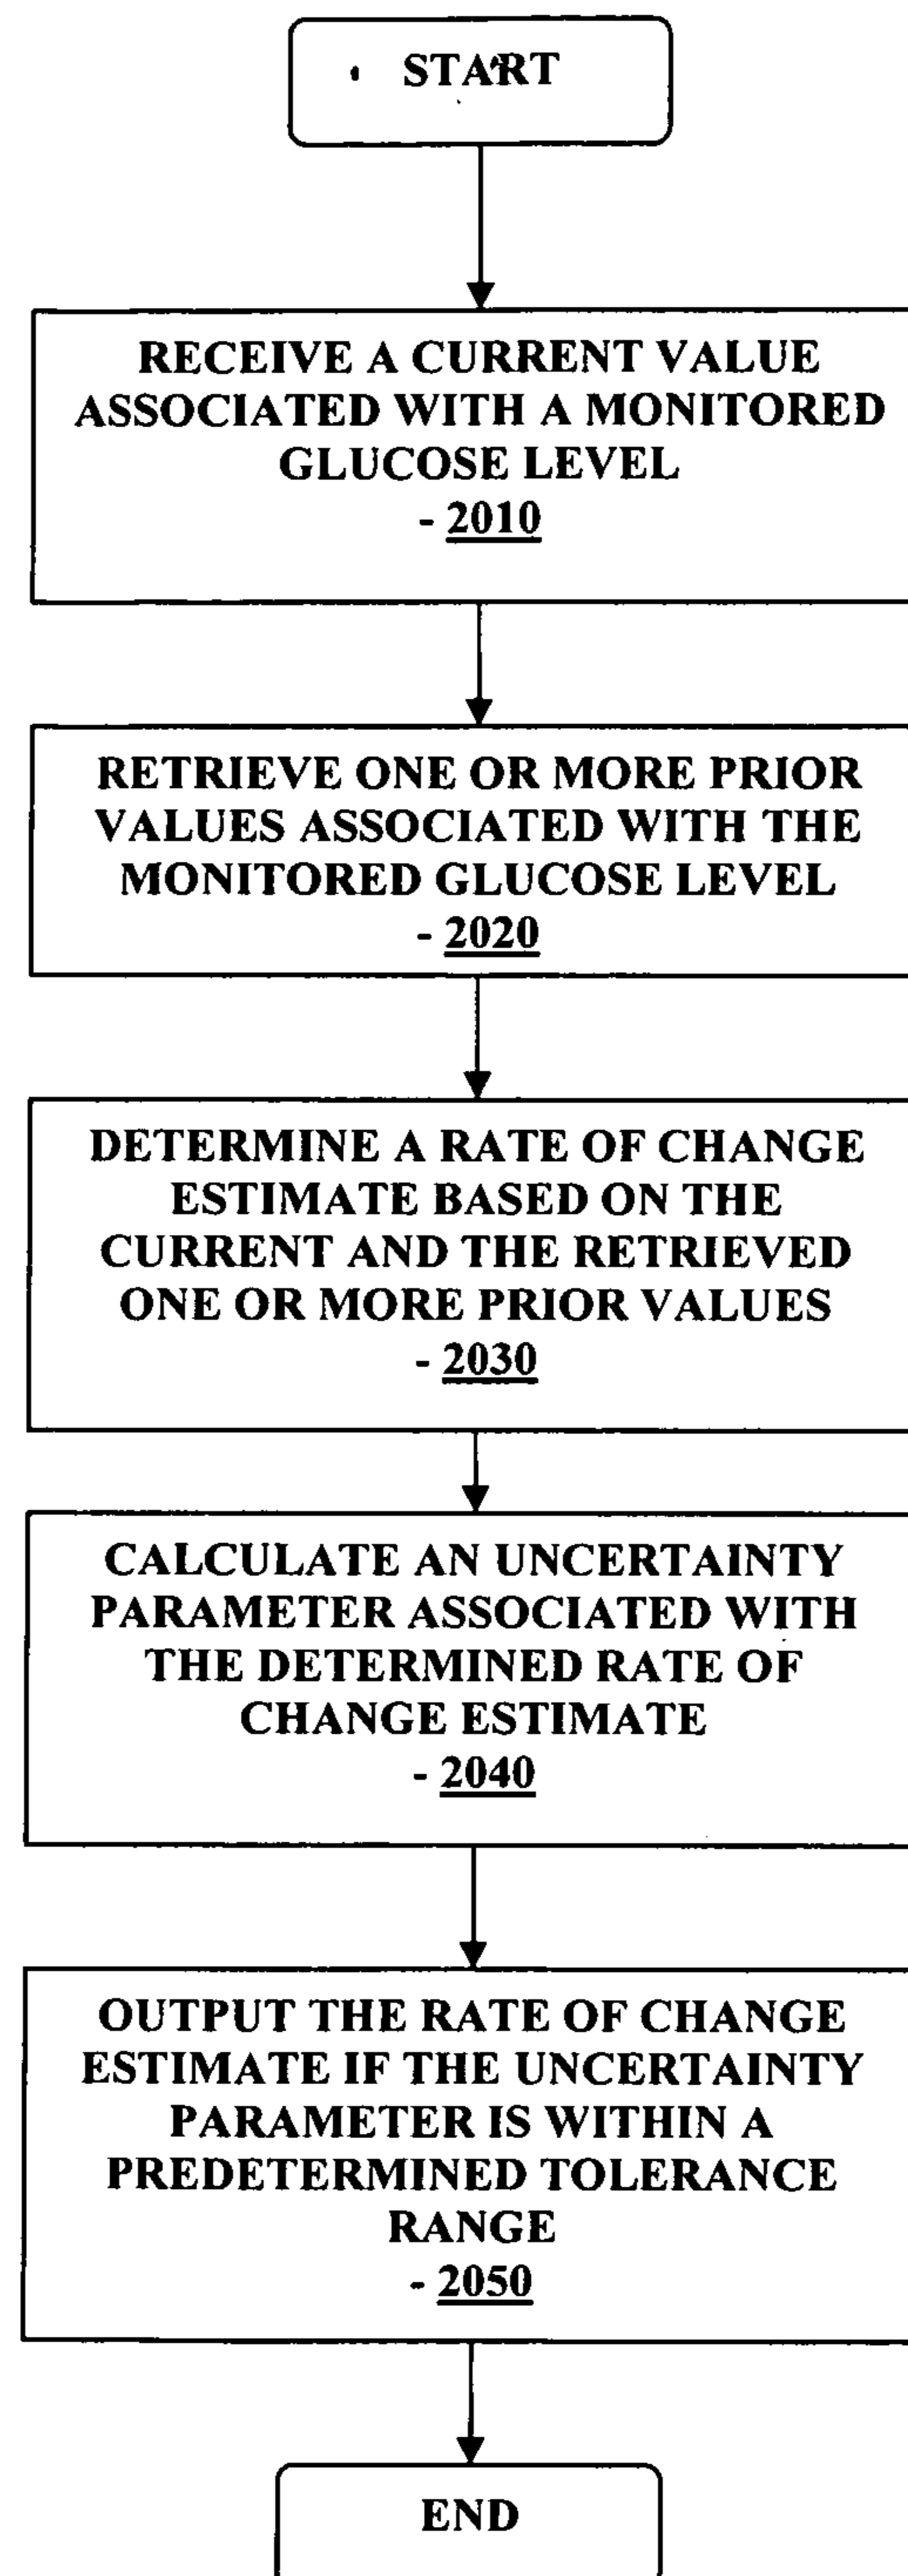 START
RECEIVE A CURRENT VALUE
ASSOCIATED WITH A MONITORED
GLUCOSE LEVEL
- 2010
RETRIEVE ONE OR MORE PRIOR
VALUES ASSOCIATED WITH THE
MONITORED GLUCOSE LEVEL
- 2020
DETERMINE A RATE OF CHANGE
ESTIMATE BASED ON THE
CURRENT AND THE RETRIEVED
ONE OR MORE PRIOR VALUES
- 2030
CALCULATE AN UNCERTAINTY
PARAMETER ASSOCIATED WITH
THE DETERMINED RATE OF
CHANGE ESTIMATE
- 2040
OUTPUT THE RATE OF CHANGE
ESTIMATE IF THE UNCERTAINTY
PARAMETER IS WITHIN A
PREDETERMINED TOLERANCE
RANGE
- 2050
END